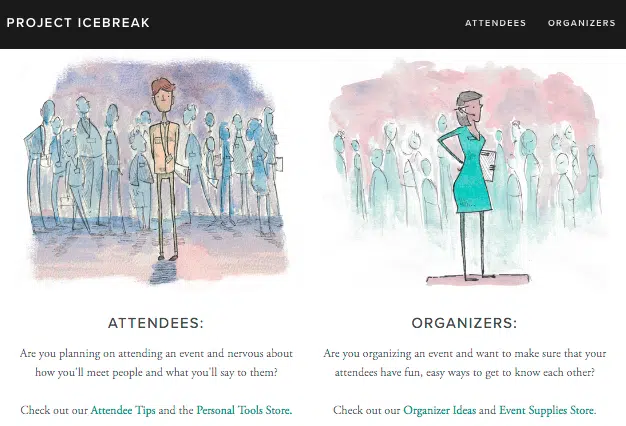 PROJECT ICEBREAK
ATTENDEES
ORGANIZERS
ATTENDEES:
Are you planning on attending an event and nervous about
how you'll meet people and what you'll say to them?
Check out our Attendee Tips and the Personal Tools Store.
ORGANIZERS:
Are you organizing an event and want to make sure that your
attendees have fun, easy ways to get to know each other?
Check out our Organizer Ideas and Event Supplies Store.